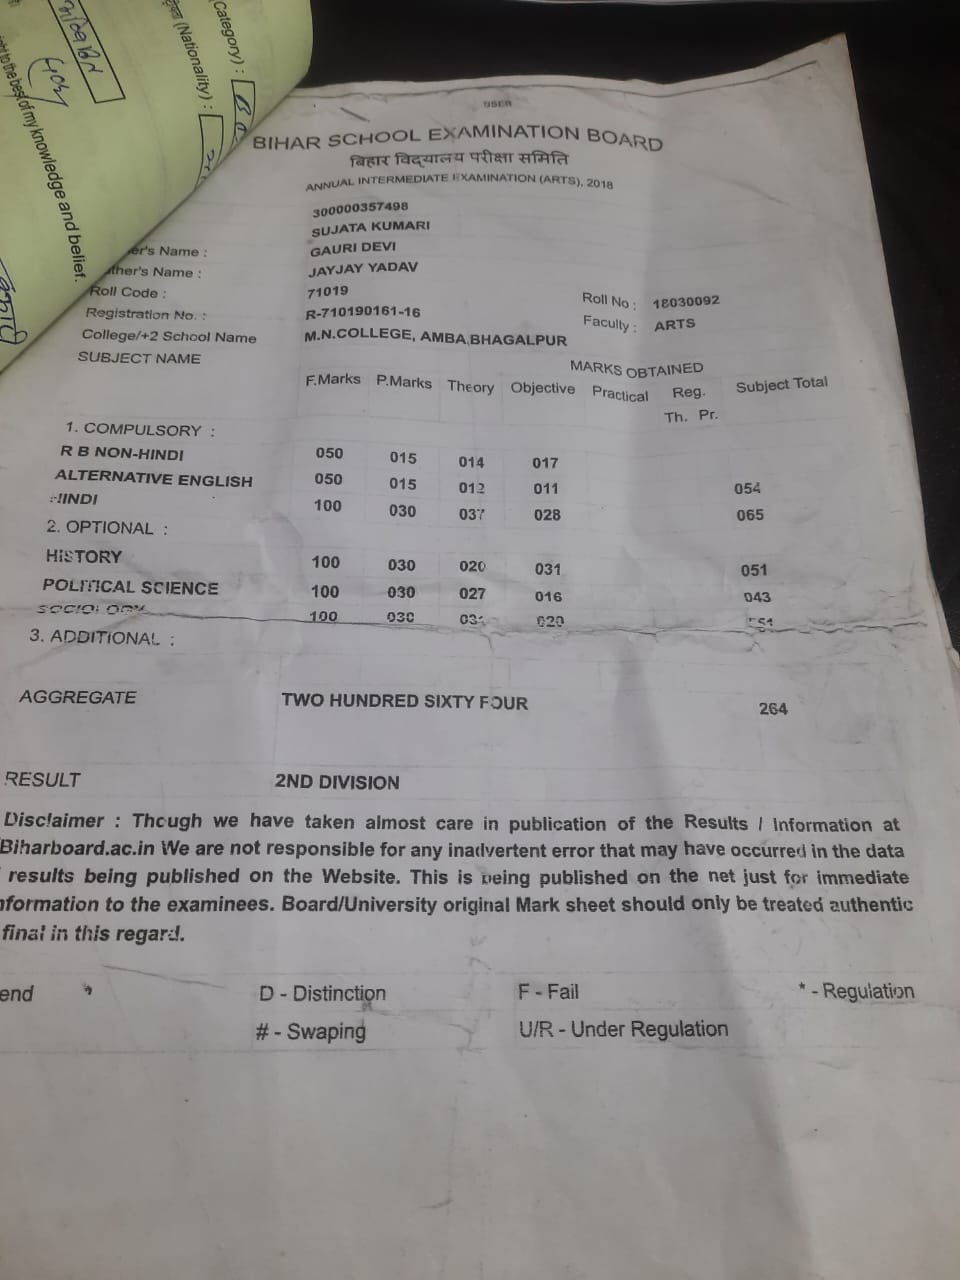 (Category) :
(Nationality) :
of my knowledge and belief.
USER
BIHAR SCHOOL EXAMINATION BOARD
बिहार विद्यालय परीक्षा समिति
ANNUAL INTERMEDIATE EXAMINATION (ARTS), 2018
300000357498
SUJATA KUMARI
er's Name : GAURI DEVI
ther's Name : JAYJAY YADAV
Roll Code : 71019 Roll No : 18030092
Registration No. : R-710190161-16 Faculty : ARTS
College/+2 School Name M.N.COLLEGE, AMBA,BHAGALPUR
SUBJECT NAME MARKS OBTAINED
F.Marks P.Marks Theory Objective Practical Reg. Subject Total
Th. Pr.
1. COMPULSORY :
R B NON-HINDI 050 015 014 017
ALTERNATIVE ENGLISH 050 015 012 011 054
HINDI 100 030 037 028 065
2. OPTIONAL :
HISTORY 100 030 020 031 051
POLITICAL SCIENCE 100 030 027 016 043
SOCIOLOGY 100 030 020
3. ADDITIONAL :
AGGREGATE TWO HUNDRED SIXTY FOUR 264
RESULT 2ND DIVISION
Disclaimer : Though we have taken almost care in publication of the Results / Information at
Biharboard.ac.in We are not responsible for any inadvertent error that may have occurred in the data
results being published on the Website. This is being published on the net just for immediate
nformation to the examinees. Board/University original Mark sheet should only be treated authentic
final in this regard.
end D - Distinction F - Fail * - Regulation
# - Swaping U/R - Under Regulation